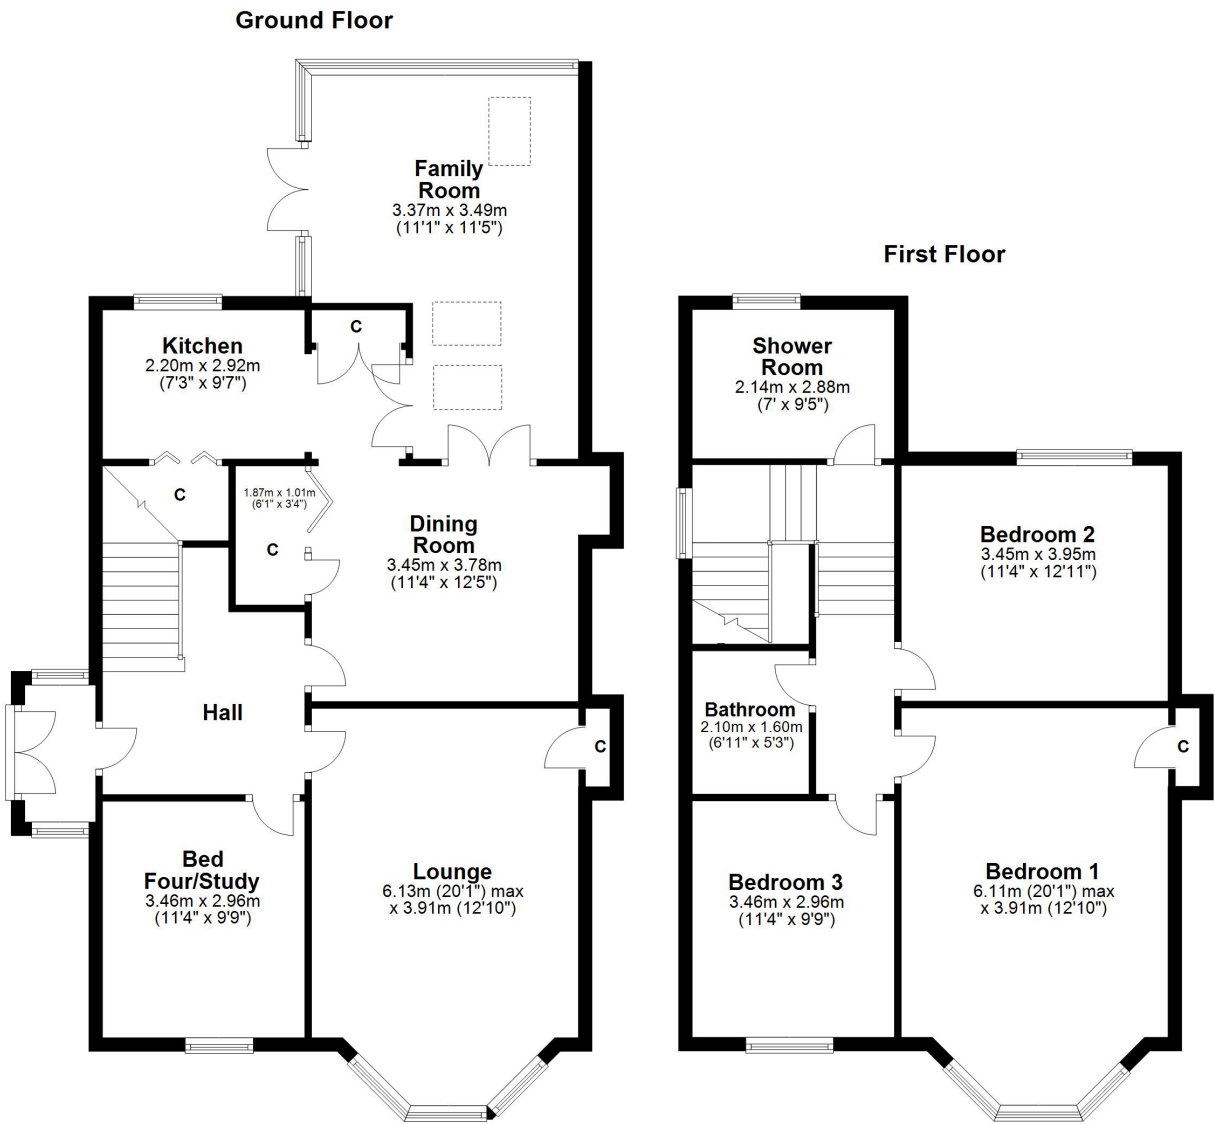 Ground Floor
Family
Room
3.37m x 3.49m
(11'1" x 11'5")
C
Kitchen
2.20m x 2.92m
(7'3" x 9'7")
C
1.87m x 1.01m
(6'1" x 3'4")
C
Dining
Room
3.45m x 3.78m
(11'4" x 12'5")
Hall
C
Bed
Four/Study
3.46m x 2.96m
(11'4" x 9'9")
Lounge
6.13m (20'1") max
x 3.91m (12'10")
First Floor
Shower
Room
2.14m x 2.88m
(7' x 9'5")
Bedroom 2
3.45m x 3.95m
(11'4" x 12'11")
Bathroom
2.10m x 1.60m
(6'11" x 5'3")
C
Bedroom 3
3.46m x 2.96m
(11'4" x 9'9")
Bedroom 1
6.11m (20'1") max
x 3.91m (12'10")